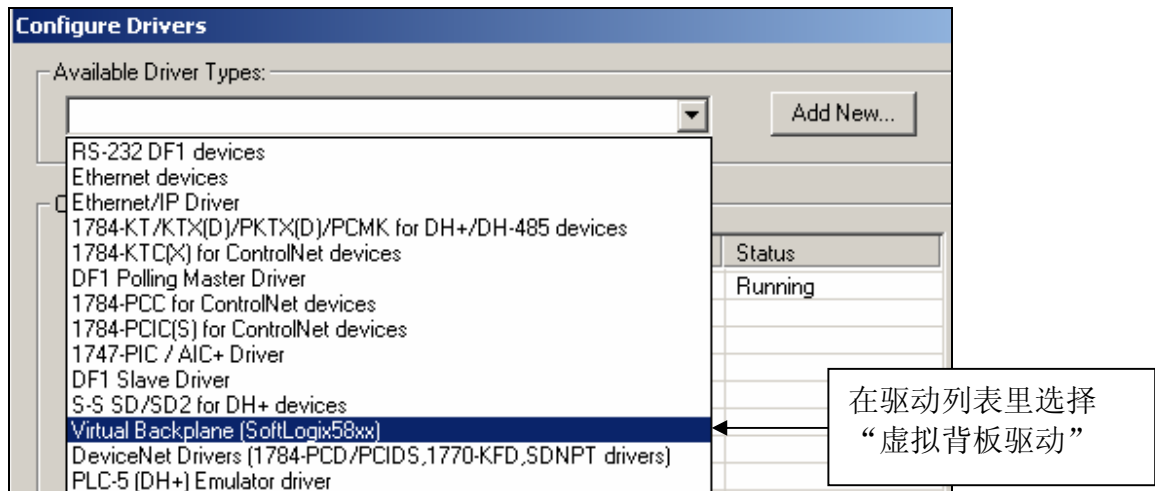 Configure Drivers
Available Driver Types:
Add New...
RS-232 DF1 devices
Ethernet devices
Ethernet/IP Driver
1784-KT/KTX(D)/PKTX(D)/PCMK for DH+/DH-485 devices
1784-KTC(X) for ControlNet devices
DF1 Polling Master Driver
1784-PCC for ControlNet devices
1784-PCIC(S) for ControlNet devices
1747-PIC / AIC+ Driver
DF1 Slave Driver
S-S SD/SD2 for DH+ devices
Virtual Backplane (SoftLogix58xx)
DeviceNet Drivers (1784-PCD/PCIDS,1770-KFD,SDNPT drivers)
PLC-5 (DH+) Emulator driver
Status
Running
在驱动列表里选择
“虚拟背板驱动”